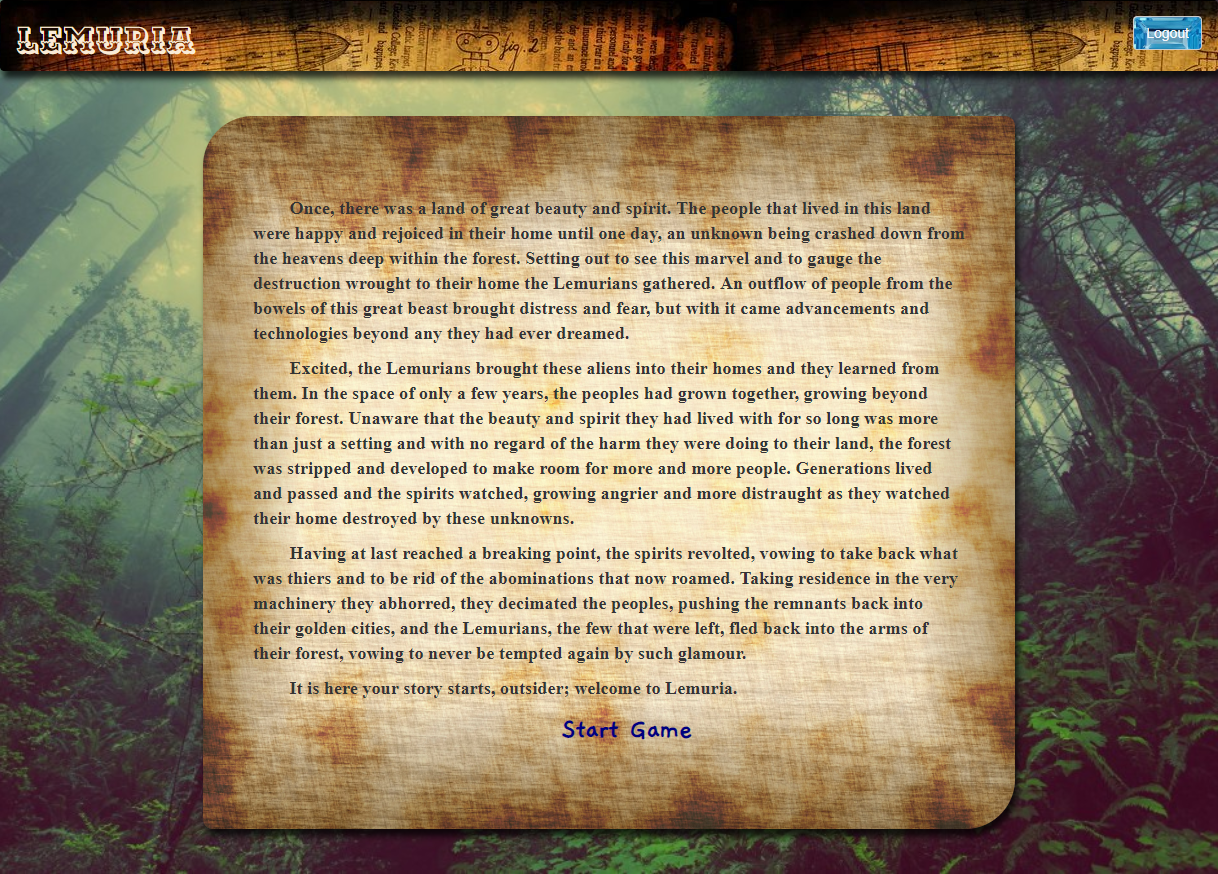 LEMURIA
fig. 2
Logout
Once, there was a land of great beauty and spirit. The people that lived in this land
were happy and rejoiced in their home until one day, an unknown being crashed down from
the heavens deep within the forest. Setting out to see this marvel and to gauge the
destruction wrought to their home the Lemurians gathered. An outflow of people from the
bowels of this great beast brought distress and fear, but with it came advancements and
technologies beyond any they had ever dreamed.
Excited, the Lemurians brought these aliens into their homes and they learned from
them. In the space of only a few years, the peoples had grown together, growing beyond
their forest. Unaware that the beauty and spirit they had lived with for so long was more
than just a setting and with no regard of the harm they were doing to their land, the forest
was stripped and developed to make room for more and more people. Generations lived
and passed and the spirits watched, growing angrier and more distraught as they watched
their home destroyed by these unknowns.
Having at last reached a breaking point, the spirits revolted, vowing to take back what
was thiers and to be rid of the abominations that now roamed. Taking residence in the very
machinery they abhorred, they decimated the peoples, pushing the remnants back into
their golden cities, and the Lemurians, the few that were left, fled back into the arms of
their forest, vowing to never be tempted again by such glamour.
It is here your story starts, outsider; welcome to Lemuria.
Start Game